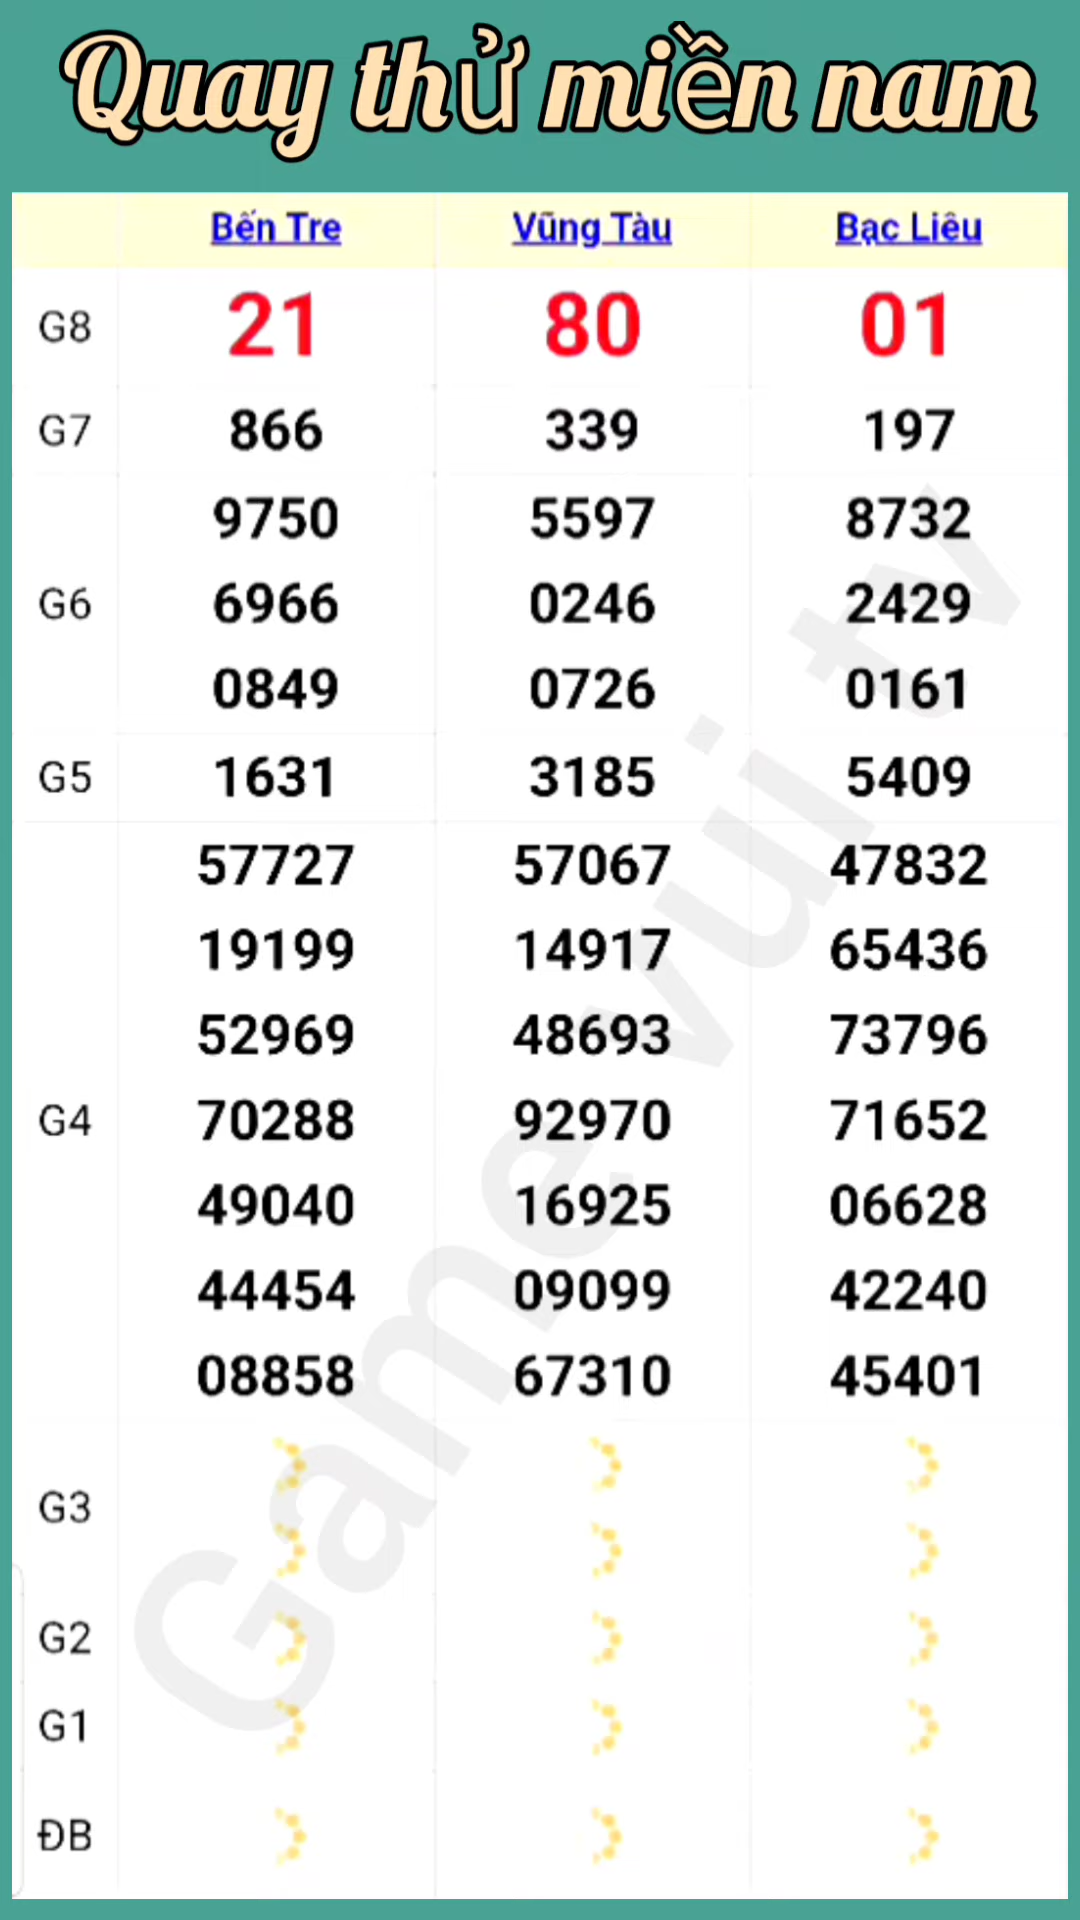 Quay thử miền nam
Bến Tre Vũng Tàu Bạc Liêu
G8 21 80 01
G7 866 339 197
9750 5597 8732
G6 6966 0246 2429
0849 0726 0161
G5 1631 3185 5409
57727 57067 47832
19199 14917 65436
52969 48693 73796
G4 70288 92970 71652
49040 16925 06628
44454 09099 42240
08858 67310 45401
G3
G2
G1
ĐB
Game vui tv